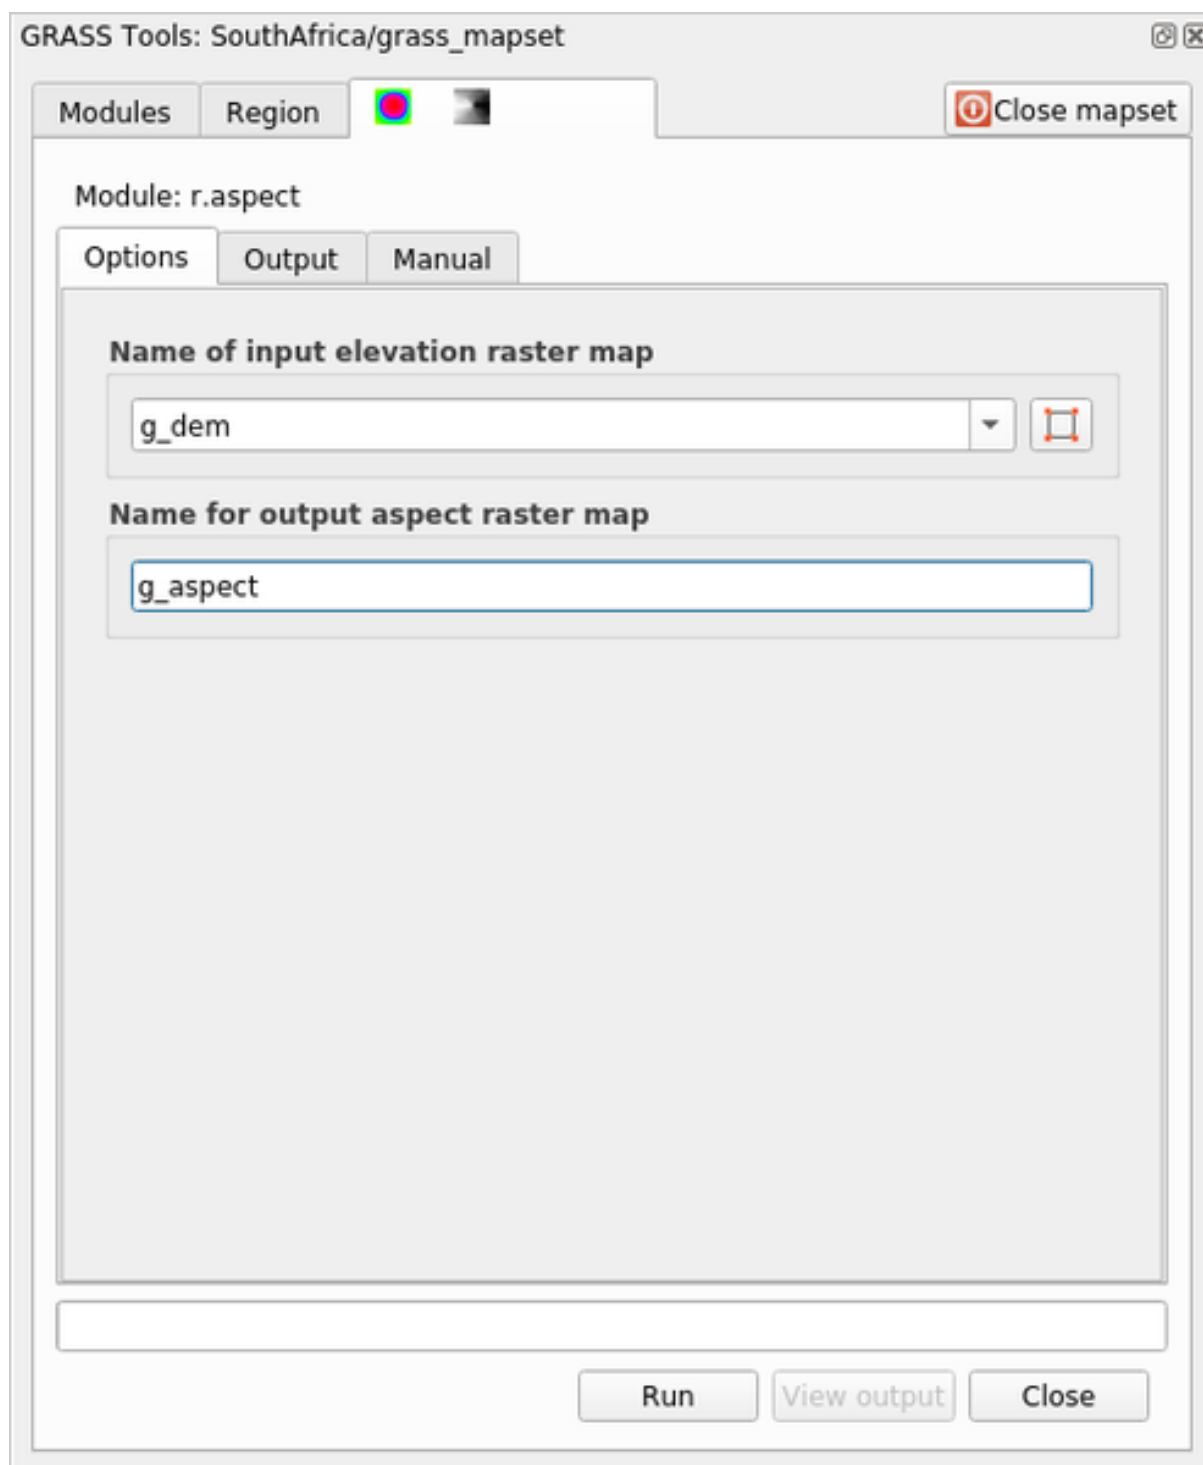 GRASS Tools: SouthAfrica/grass_mapset
Modules Region Close mapset
Module: r.aspect
Options Output Manual
Name of input elevation raster map
g_dem
Name for output aspect raster map
g_aspect
Run View output Close